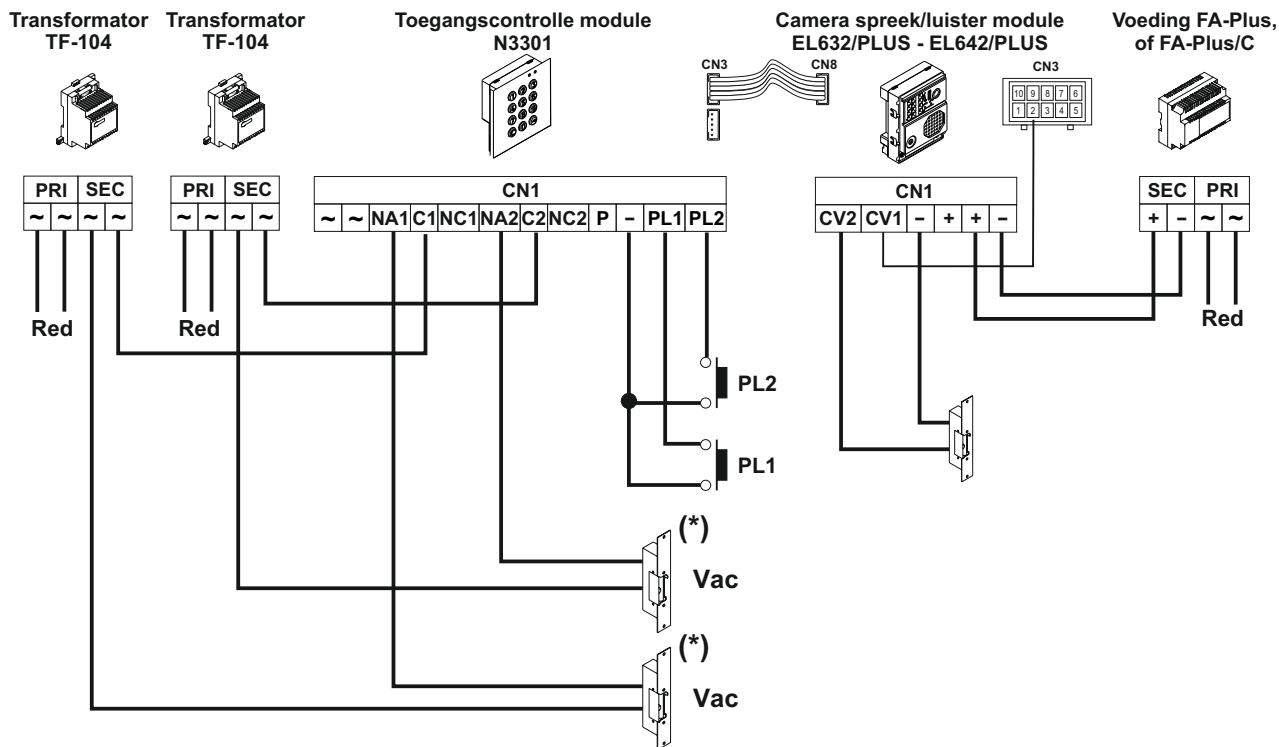 Transformator
TF-104
Transformator
TF-104
Toegangscontrolle module
N3301
Camera spreek/luister module
EL632/PLUS - EL642/PLUS
Voeding FA-Plus,
of FA-Plus/C
CN3
CN8
CN3
10 9 8 7 6
1 2 3 4 5
PRI SEC
~ ~ ~ ~
PRI SEC
~ ~ ~ ~
CN1
~ ~ NA1 C1 NC1 NA2 C2 NC2 P – PL1 PL2
CN1
CV2 CV1 – + + –
SEC PRI
+ – ~ ~
Red
Red
Red
PL2
PL1
(*)
Vac
(*)
Vac